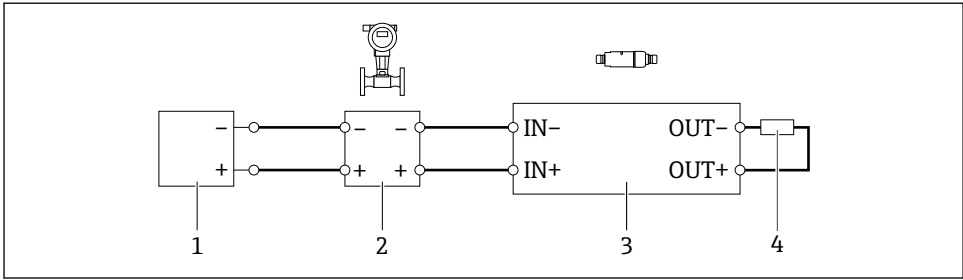 − − − IN− OUT−
+ + + IN+ OUT+
1 2 3 4